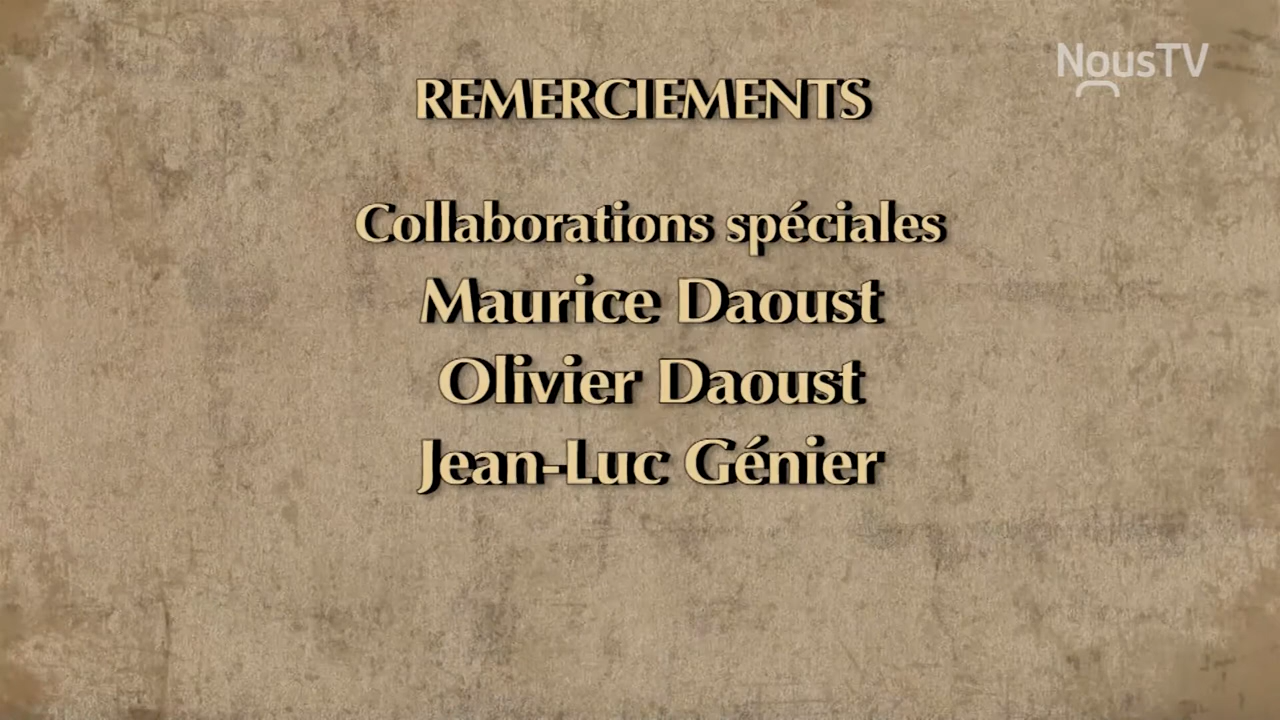 NousTV
REMERCIEMENTS
Collaborations spéciales
Maurice Daoust
Olivier Daoust
Jean-Luc Génier